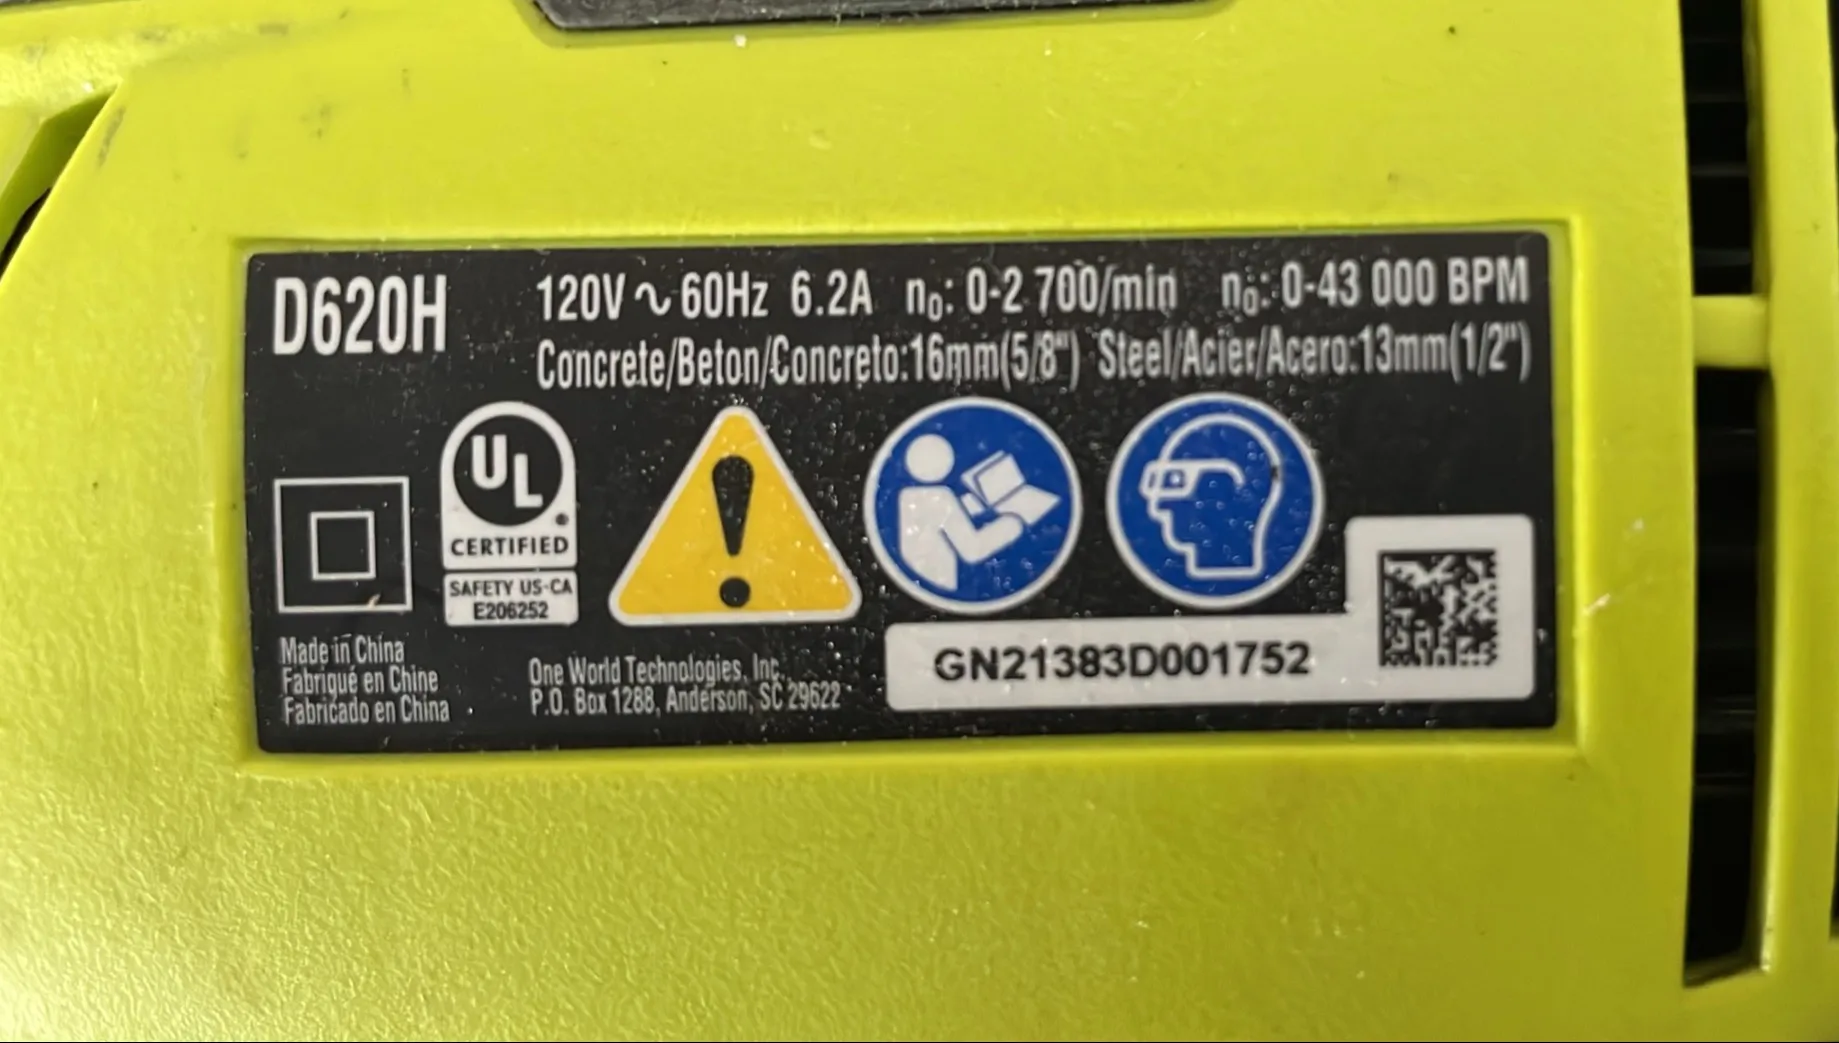 D620H
120V ~ 60Hz 6.2A n₀: 0-2 700/min n₀: 0-43 000 BPM
Concrete/Beton/Concreto:16mm(5/8") Steel/Acier/Acero:13mm(1/2")
UL
CERTIFIED
SAFETY US-CA
E206252
Made in China
Fabriqué en Chine
Fabricado en China
One World Technologies, Inc.
P.O. Box 1288, Anderson, SC 29622
GN21383D001752